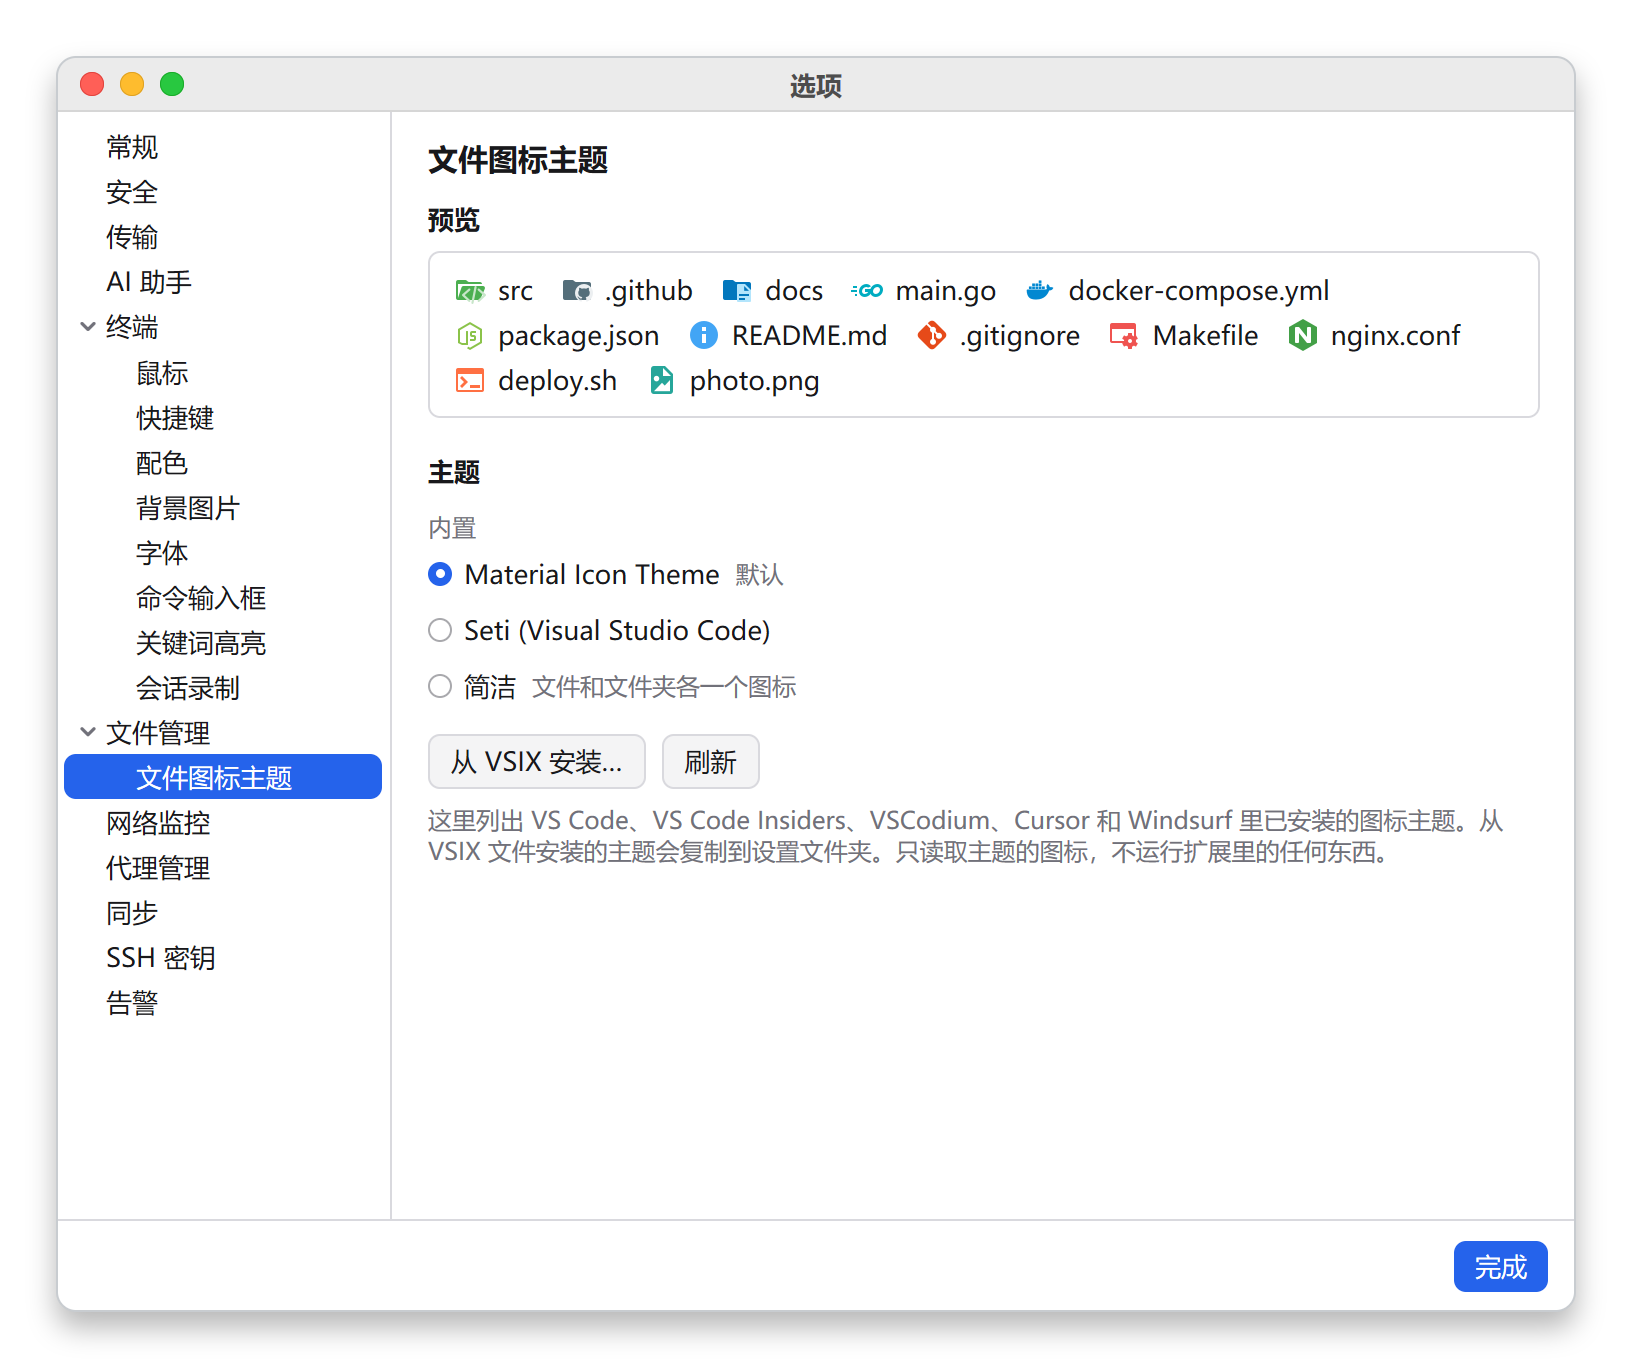 选项
常规
安全
传输
AI 助手
终端
鼠标
快捷键
配色
背景图片
字体
命令输入框
关键词高亮
会话录制
文件管理
文件图标主题
网络监控
代理管理
同步
SSH 密钥
告警
文件图标主题
预览
src .github docs main.go docker-compose.yml
package.json README.md .gitignore Makefile nginx.conf
deploy.sh photo.png
主题
内置
Material Icon Theme 默认
Seti (Visual Studio Code)
简洁 文件和文件夹各一个图标
从 VSIX 安装... 刷新
这里列出 VS Code、VS Code Insiders、VSCodium、Cursor 和 Windsurf 里已安装的图标主题。从
VSIX 文件安装的主题会复制到设置文件夹。只读取主题的图标，不运行扩展里的任何东西。
完成